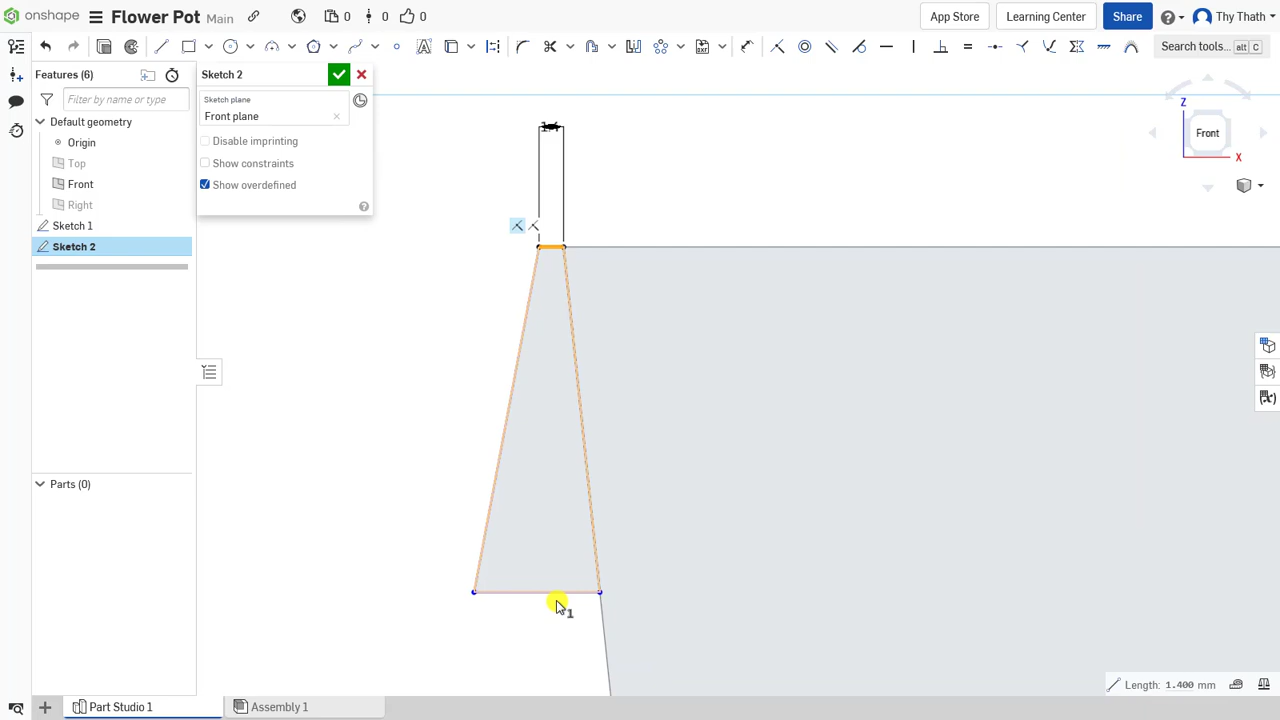 onshape Flower Pot Main 0 0 0 App Store Learning Center Share Thy Thath
Search tools... alt C
Features (6)
Filter by name or type
Default geometry
Origin
Top
Front
Right
Sketch 1
Sketch 2
Parts (0)
Sketch 2
Sketch plane
Front plane
Disable imprinting
Show constraints
Show overdefined
Z
Front
X
1
Length: 1.400 mm
Part Studio 1
Assembly 1